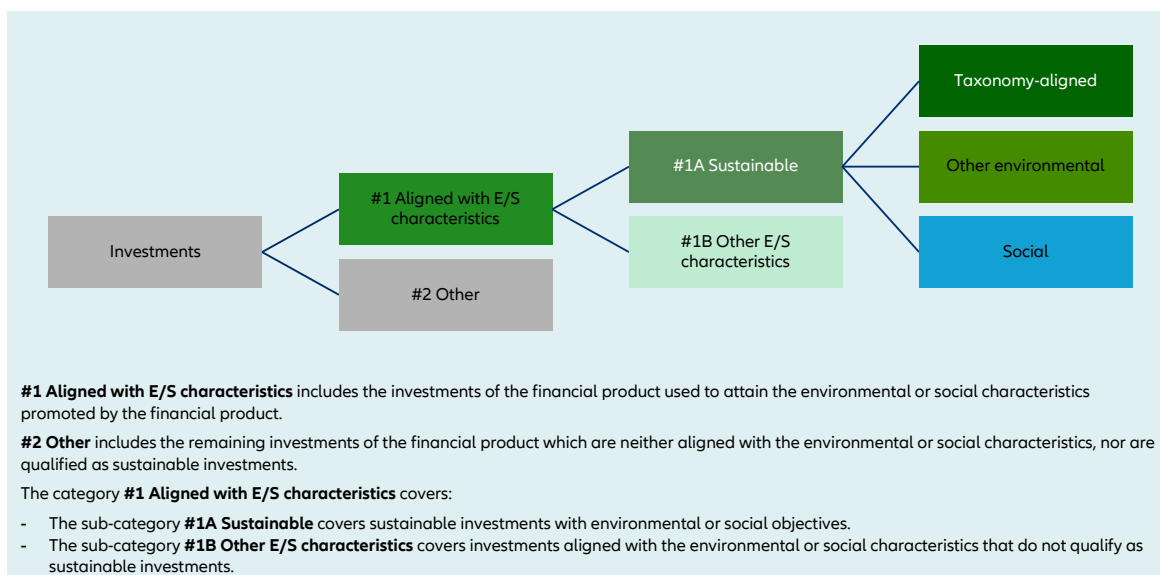 Taxonomy-aligned
#1A Sustainable
Other environmental
#1 Aligned with E/S
characteristics
#1B Other E/S
characteristics
Investments
Social
#2 Other
#1 Aligned with E/S characteristics includes the investments of the financial product used to attain the environmental or social characteristics
promoted by the financial product.
#2 Other includes the remaining investments of the financial product which are neither aligned with the environmental or social characteristics, nor are
qualified as sustainable investments.
The category #1 Aligned with E/S characteristics covers:
- The sub-category #1A Sustainable covers sustainable investments with environmental or social objectives.
- The sub-category #1B Other E/S characteristics covers investments aligned with the environmental or social characteristics that do not qualify as
sustainable investments.